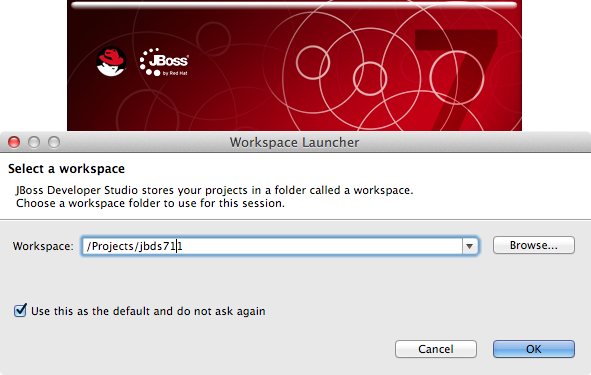 JBoss
by Red Hat
7
Workspace Launcher
Select a workspace
JBoss Developer Studio stores your projects in a folder called a workspace.
Choose a workspace folder to use for this session.
Workspace: /Projects/jbds711 Browse...
Use this as the default and do not ask again
Cancel OK